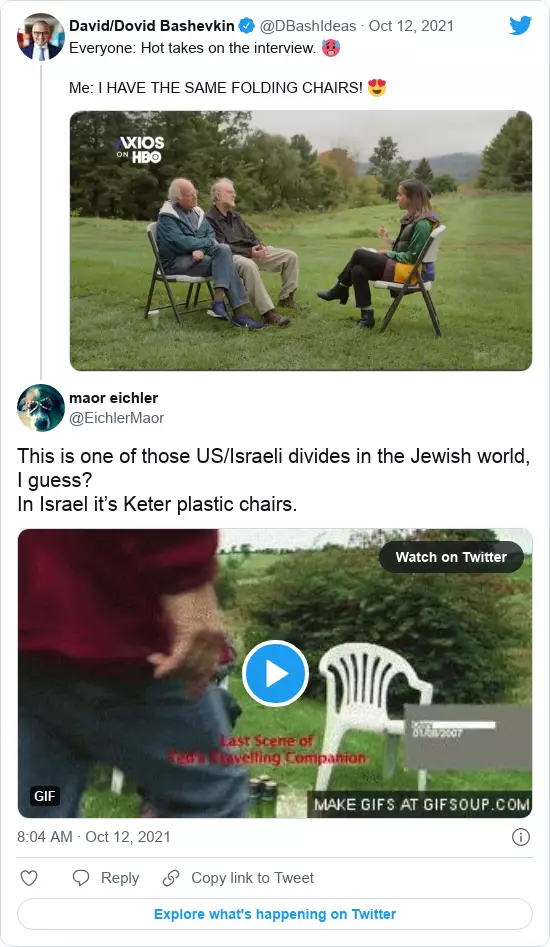 David/Dovid Bashevkin @DBashIdeas · Oct 12, 2021
Everyone: Hot takes on the interview. 🥵
Me: I HAVE THE SAME FOLDING CHAIRS! 😍
AXIOS
ON HBO
maor eichler
@EichlerMaor
This is one of those US/Israeli divides in the Jewish world,
I guess?
In Israel it’s Keter plastic chairs.
Watch on Twitter
01/08/2007
Last Scene of
Ted's Travelling Companion
GIF
MAKE GIFS AT GIFSOUP.COM
8:04 AM · Oct 12, 2021
Reply
Copy link to Tweet
Explore what's happening on Twitter